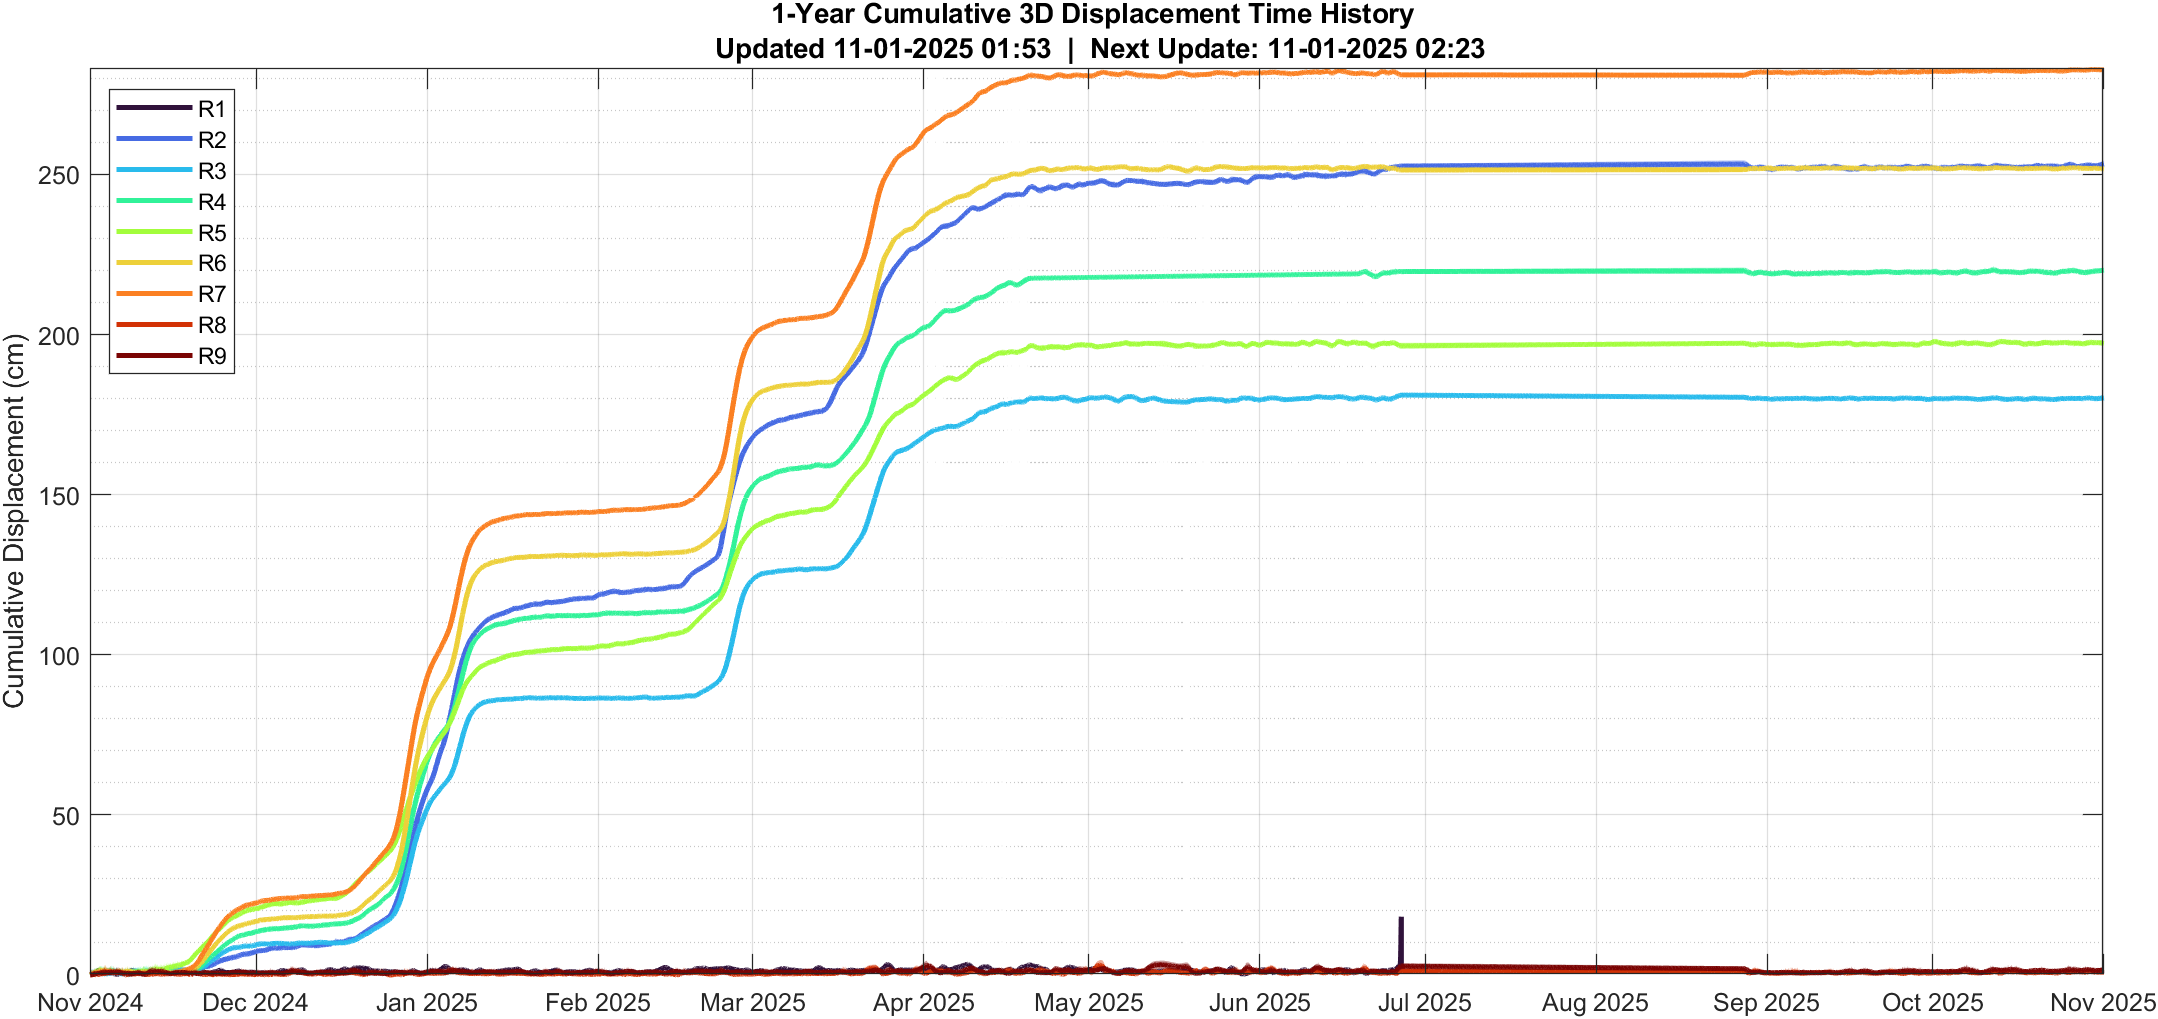 1-Year Cumulative 3D Displacement Time History
Updated 11-01-2025 01:53 | Next Update: 11-01-2025 02:23
Cumulative Displacement (cm)
250
200
150
100
50
0
R1
R2
R3
R4
R5
R6
R7
R8
R9
Nov 2024 Dec 2024 Jan 2025 Feb 2025 Mar 2025 Apr 2025 May 2025 Jun 2025 Jul 2025 Aug 2025 Sep 2025 Oct 2025 Nov 2025